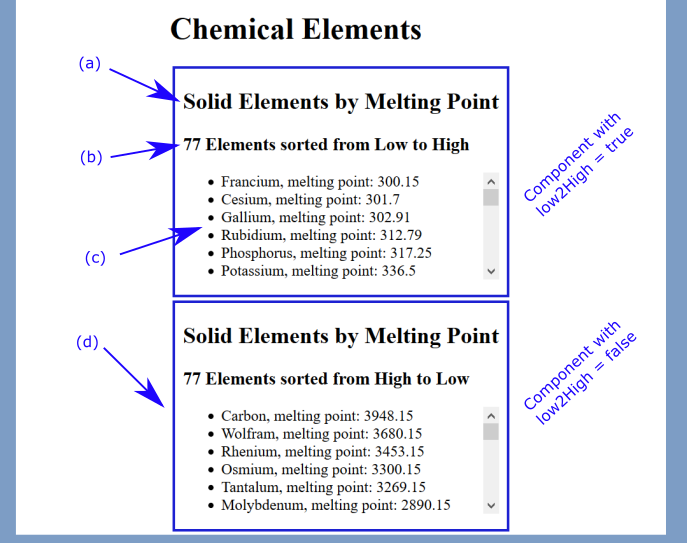 Chemical Elements
(a)
Solid Elements by Melting Point
(b)
77 Elements sorted from Low to High
Component with
low2High = true
• Francium, melting point: 300.15
• Cesium, melting point: 301.7
• Gallium, melting point: 302.91
• Rubidium, melting point: 312.79
(c)
• Phosphorus, melting point: 317.25
• Potassium, melting point: 336.5
(d)
Solid Elements by Melting Point
77 Elements sorted from High to Low
Component with
low2High = false
• Carbon, melting point: 3948.15
• Wolfram, melting point: 3680.15
• Rhenium, melting point: 3453.15
• Osmium, melting point: 3300.15
• Tantalum, melting point: 3269.15
• Molybdenum, melting point: 2890.15